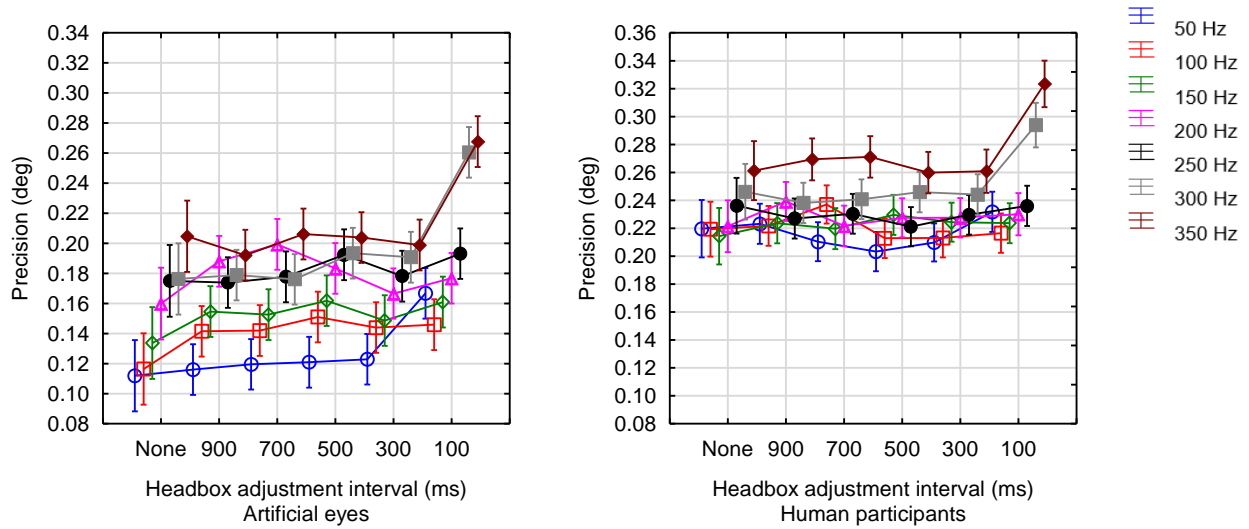 0.34
0.32
0.30
0.28
0.26
0.24
0.22
0.20
0.18
0.16
0.14
0.12
0.10
0.08
Precision (deg)
None 900 700 500 300 100
Headbox adjustment interval (ms)
Artificial eyes
0.36
0.34
0.32
0.30
0.28
0.26
0.24
0.22
0.20
0.18
0.16
0.14
0.12
0.10
0.08
Precision (deg)
None 900 700 500 300 100
Headbox adjustment interval (ms)
Human participants
50 Hz
100 Hz
150 Hz
200 Hz
250 Hz
300 Hz
350 Hz